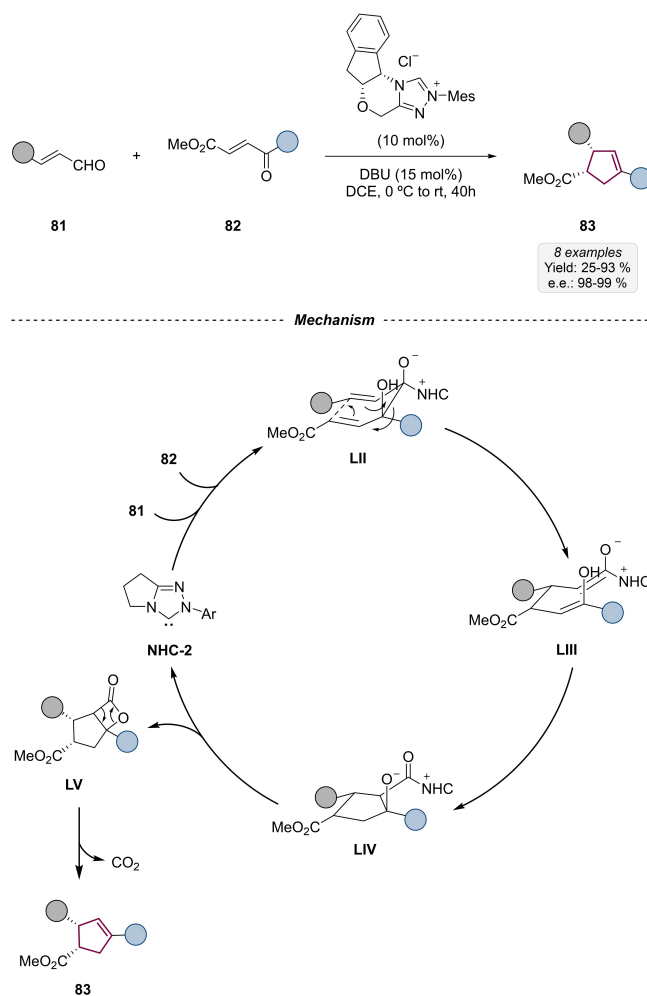 Cl−
N
N
+
N
Mes
O
(10 mol%)
CHO
+
MeO2C
O
DBU (15 mol%)
DCE, 0 ºC to rt, 40h
MeO2C
81
82
83
8 examples
Yield: 25-93 %
e.e.: 98-99 %
Mechanism
O−
OH
+
NHC
MeO2C
LII
82
81
N
N
N
Ar
NHC-2
O−
OH
+
NHC
MeO2C
LIII
O
O
MeO2C
LV
O
O−
+
NHC
MeO2C
LIV
CO2
MeO2C
83